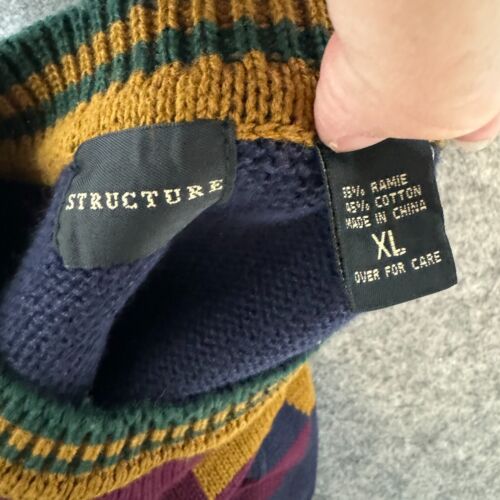 STRUCTURE
55% RAMIE
45% COTTON
MADE IN CHINA
XL
OVER FOR CARE